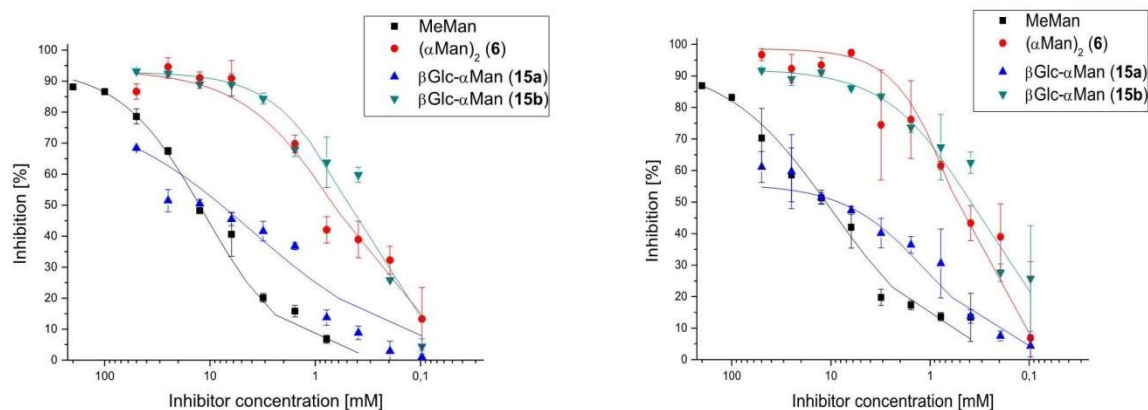 MeMan
(αMan)₂ (6)
βGlc-αMan (15a)
βGlc-αMan (15b)
100
90
80
70
60
50
40
30
20
10
0
Inhibition [%]
100
10
1
0,1
Inhibitor concentration [mM]
MeMan
(αMan)₂ (6)
βGlc-αMan (15a)
βGlc-αMan (15b)
100
90
80
70
60
50
40
30
20
10
0
Inhibition [%]
100
10
1
0,1
Inhibitor concentration [mM]